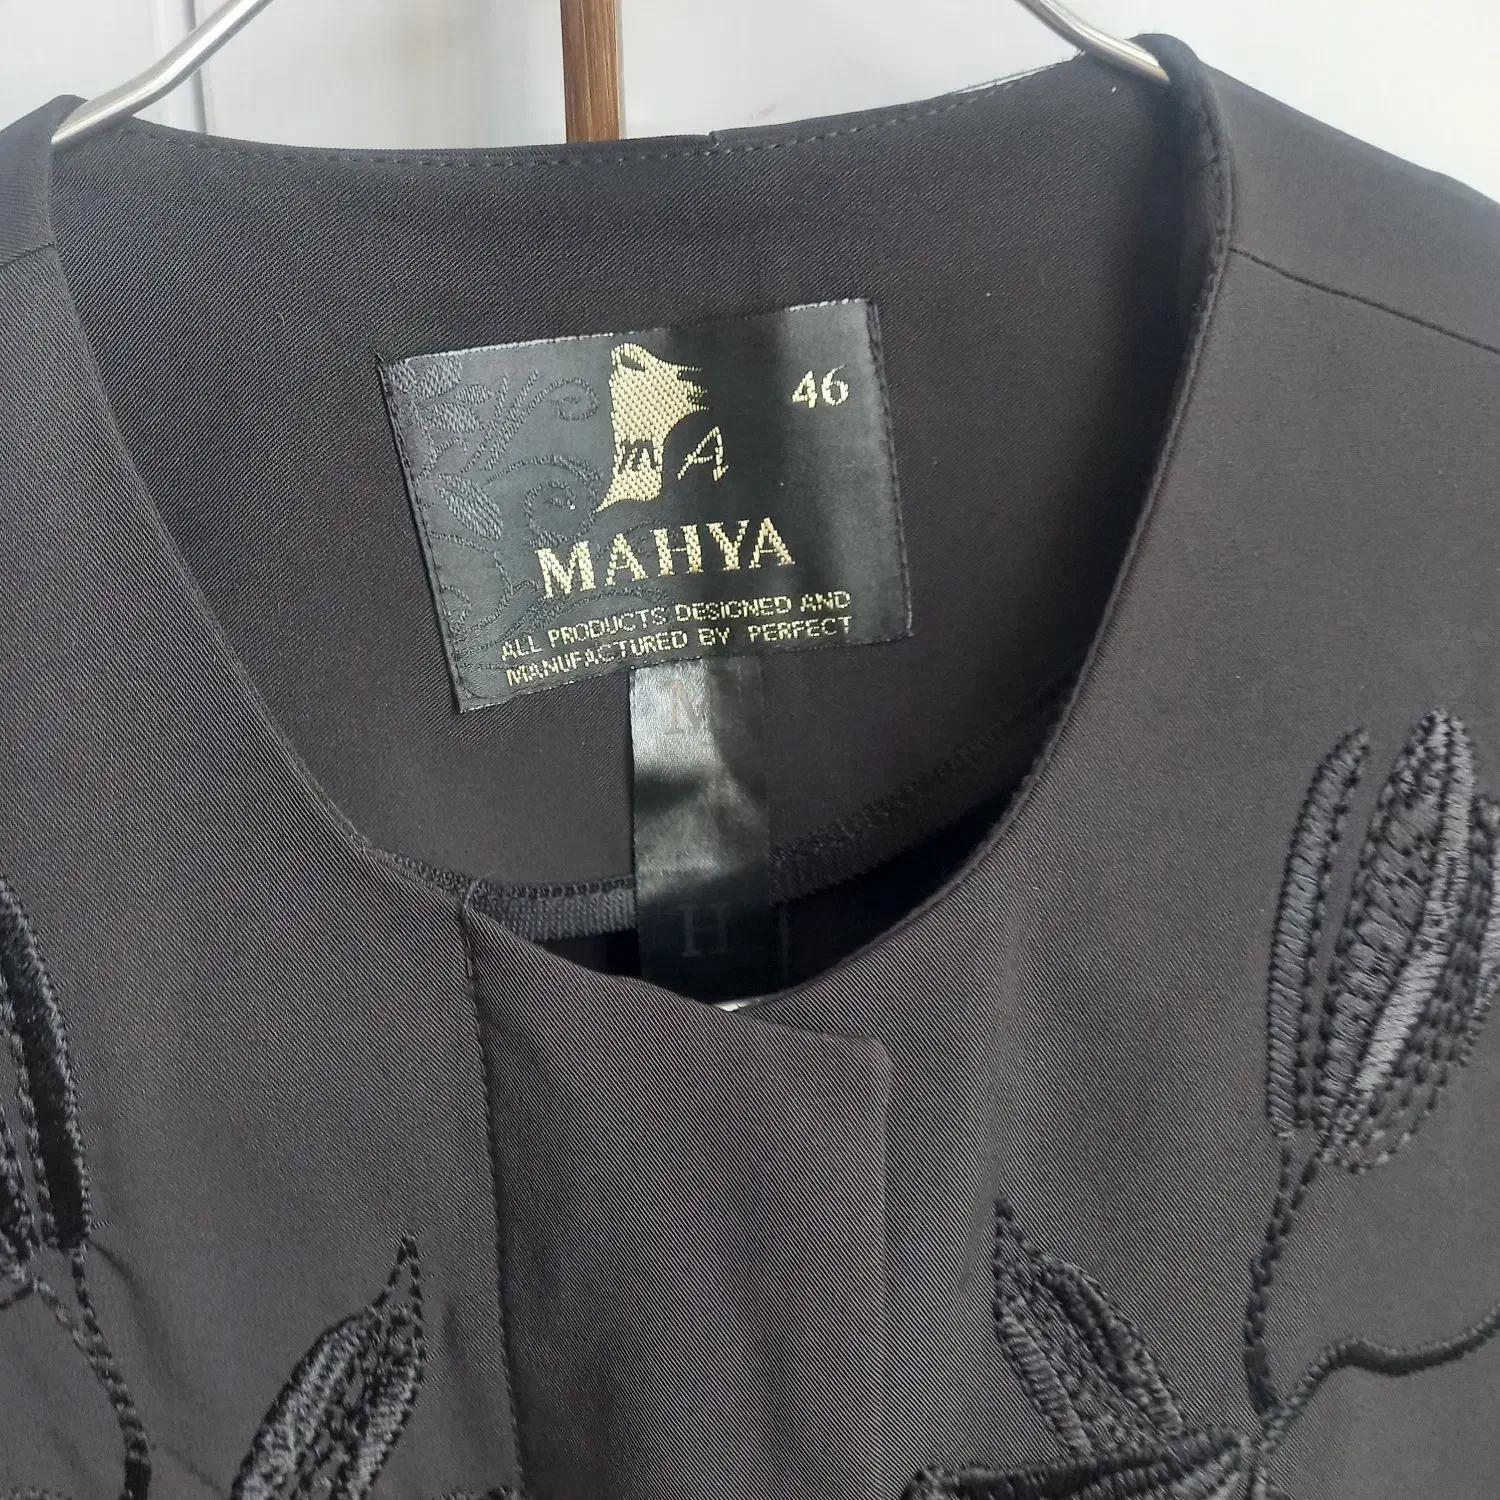 46
A
MAHYA
ALL PRODUCTS DESIGNED AND
MANUFACTURED BY PERFECT
M
H